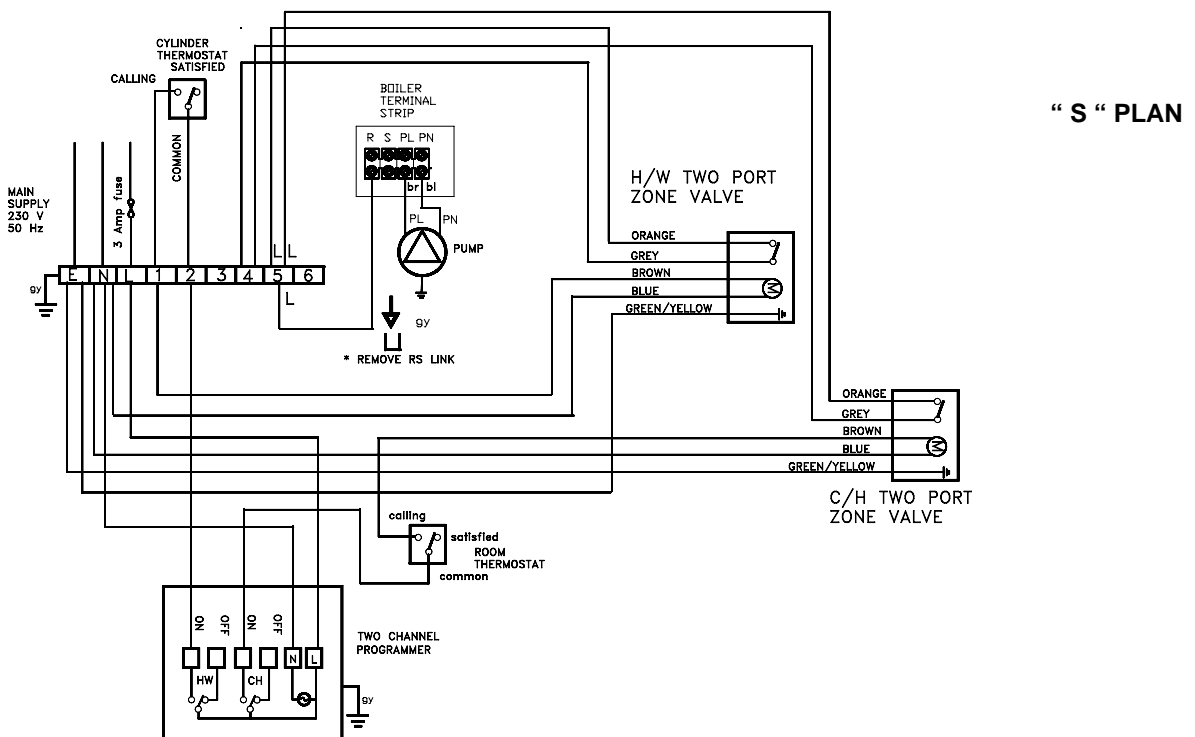 " S " PLAN
CYLINDER
THERMOSTAT
SATISFIED
CALLING
COMMON
BOILER
TERMINAL
STRIP
R S PL PN
br bl
PL PN
PUMP
MAIN
SUPPLY
230 V
50 Hz
3 Amp fuse
E N L 1 2 3 4 5 6
L L
L
gy
gy
* REMOVE RS LINK
H/W TWO PORT
ZONE VALVE
ORANGE
GREY
BROWN
BLUE
GREEN/YELLOW
M
ORANGE
GREY
BROWN
BLUE
GREEN/YELLOW
M
C/H TWO PORT
ZONE VALVE
calling
satisfied
ROOM
THERMOSTAT
common
ON OFF ON OFF
N L
HW CH
TWO CHANNEL
PROGRAMMER
gy